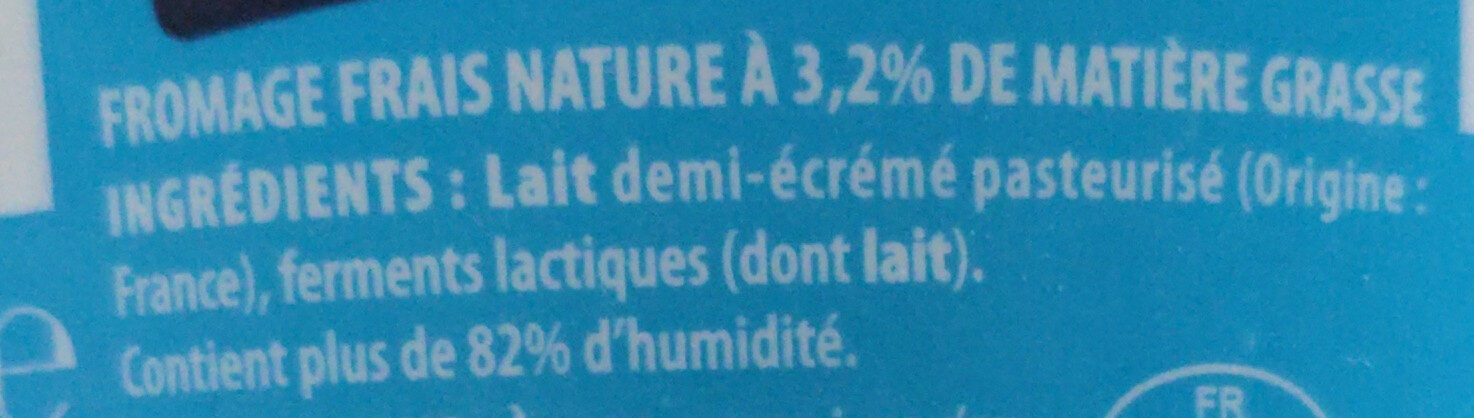 FROMAGE FRAIS NATURE À 3,2% DE MATIÈRE GRASSE
INGRÉDIENTS : Lait demi-écrémé pasteurisé (Origine :
France), ferments lactiques (dont lait).
Contient plus de 82% d'humidité.
FR